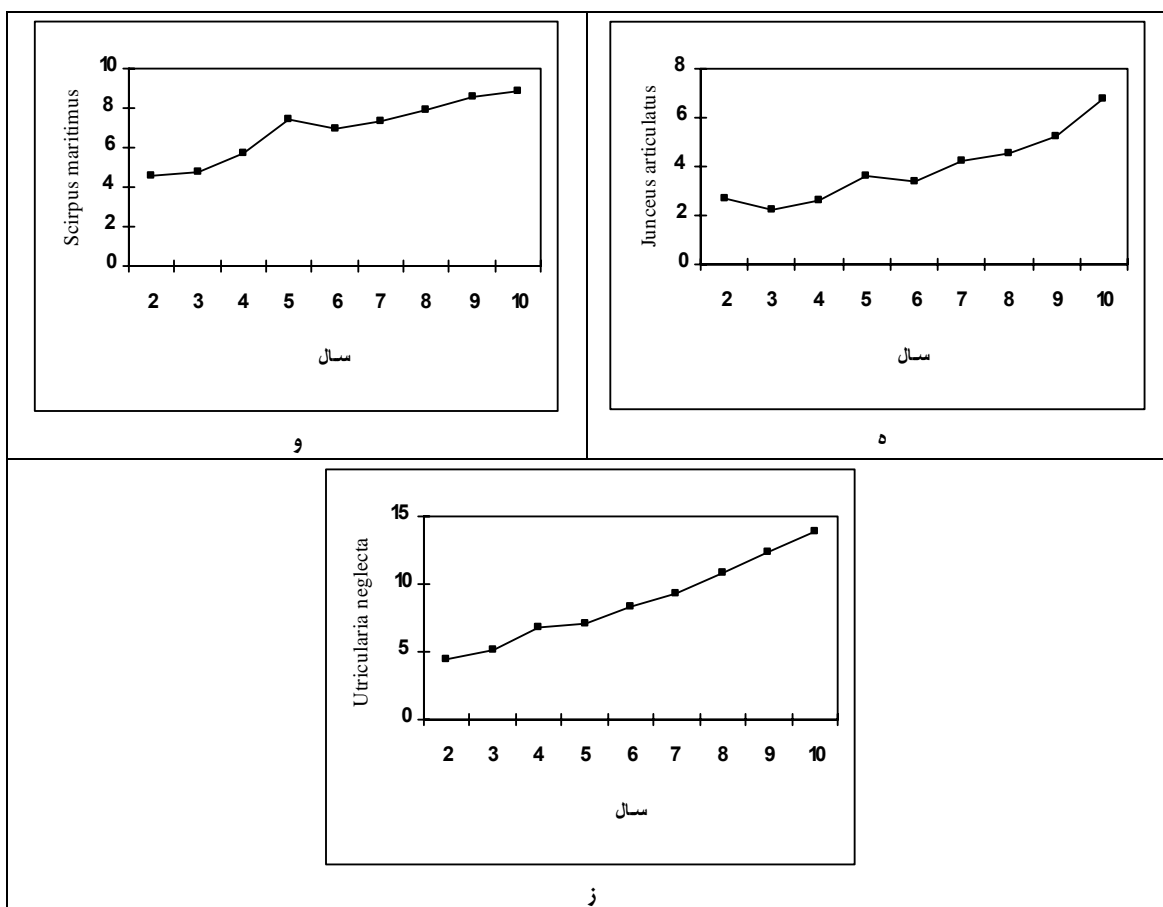 Scirpus maritimus
10
8
6
4
2
0
2 3 4 5 6 7 8 9 10
سال
و
Junceus articulatus
8
6
4
2
0
2 3 4 5 6 7 8 9 10
سال
ه
Utricularia neglecta
15
10
5
0
2 3 4 5 6 7 8 9 10
سال
ز